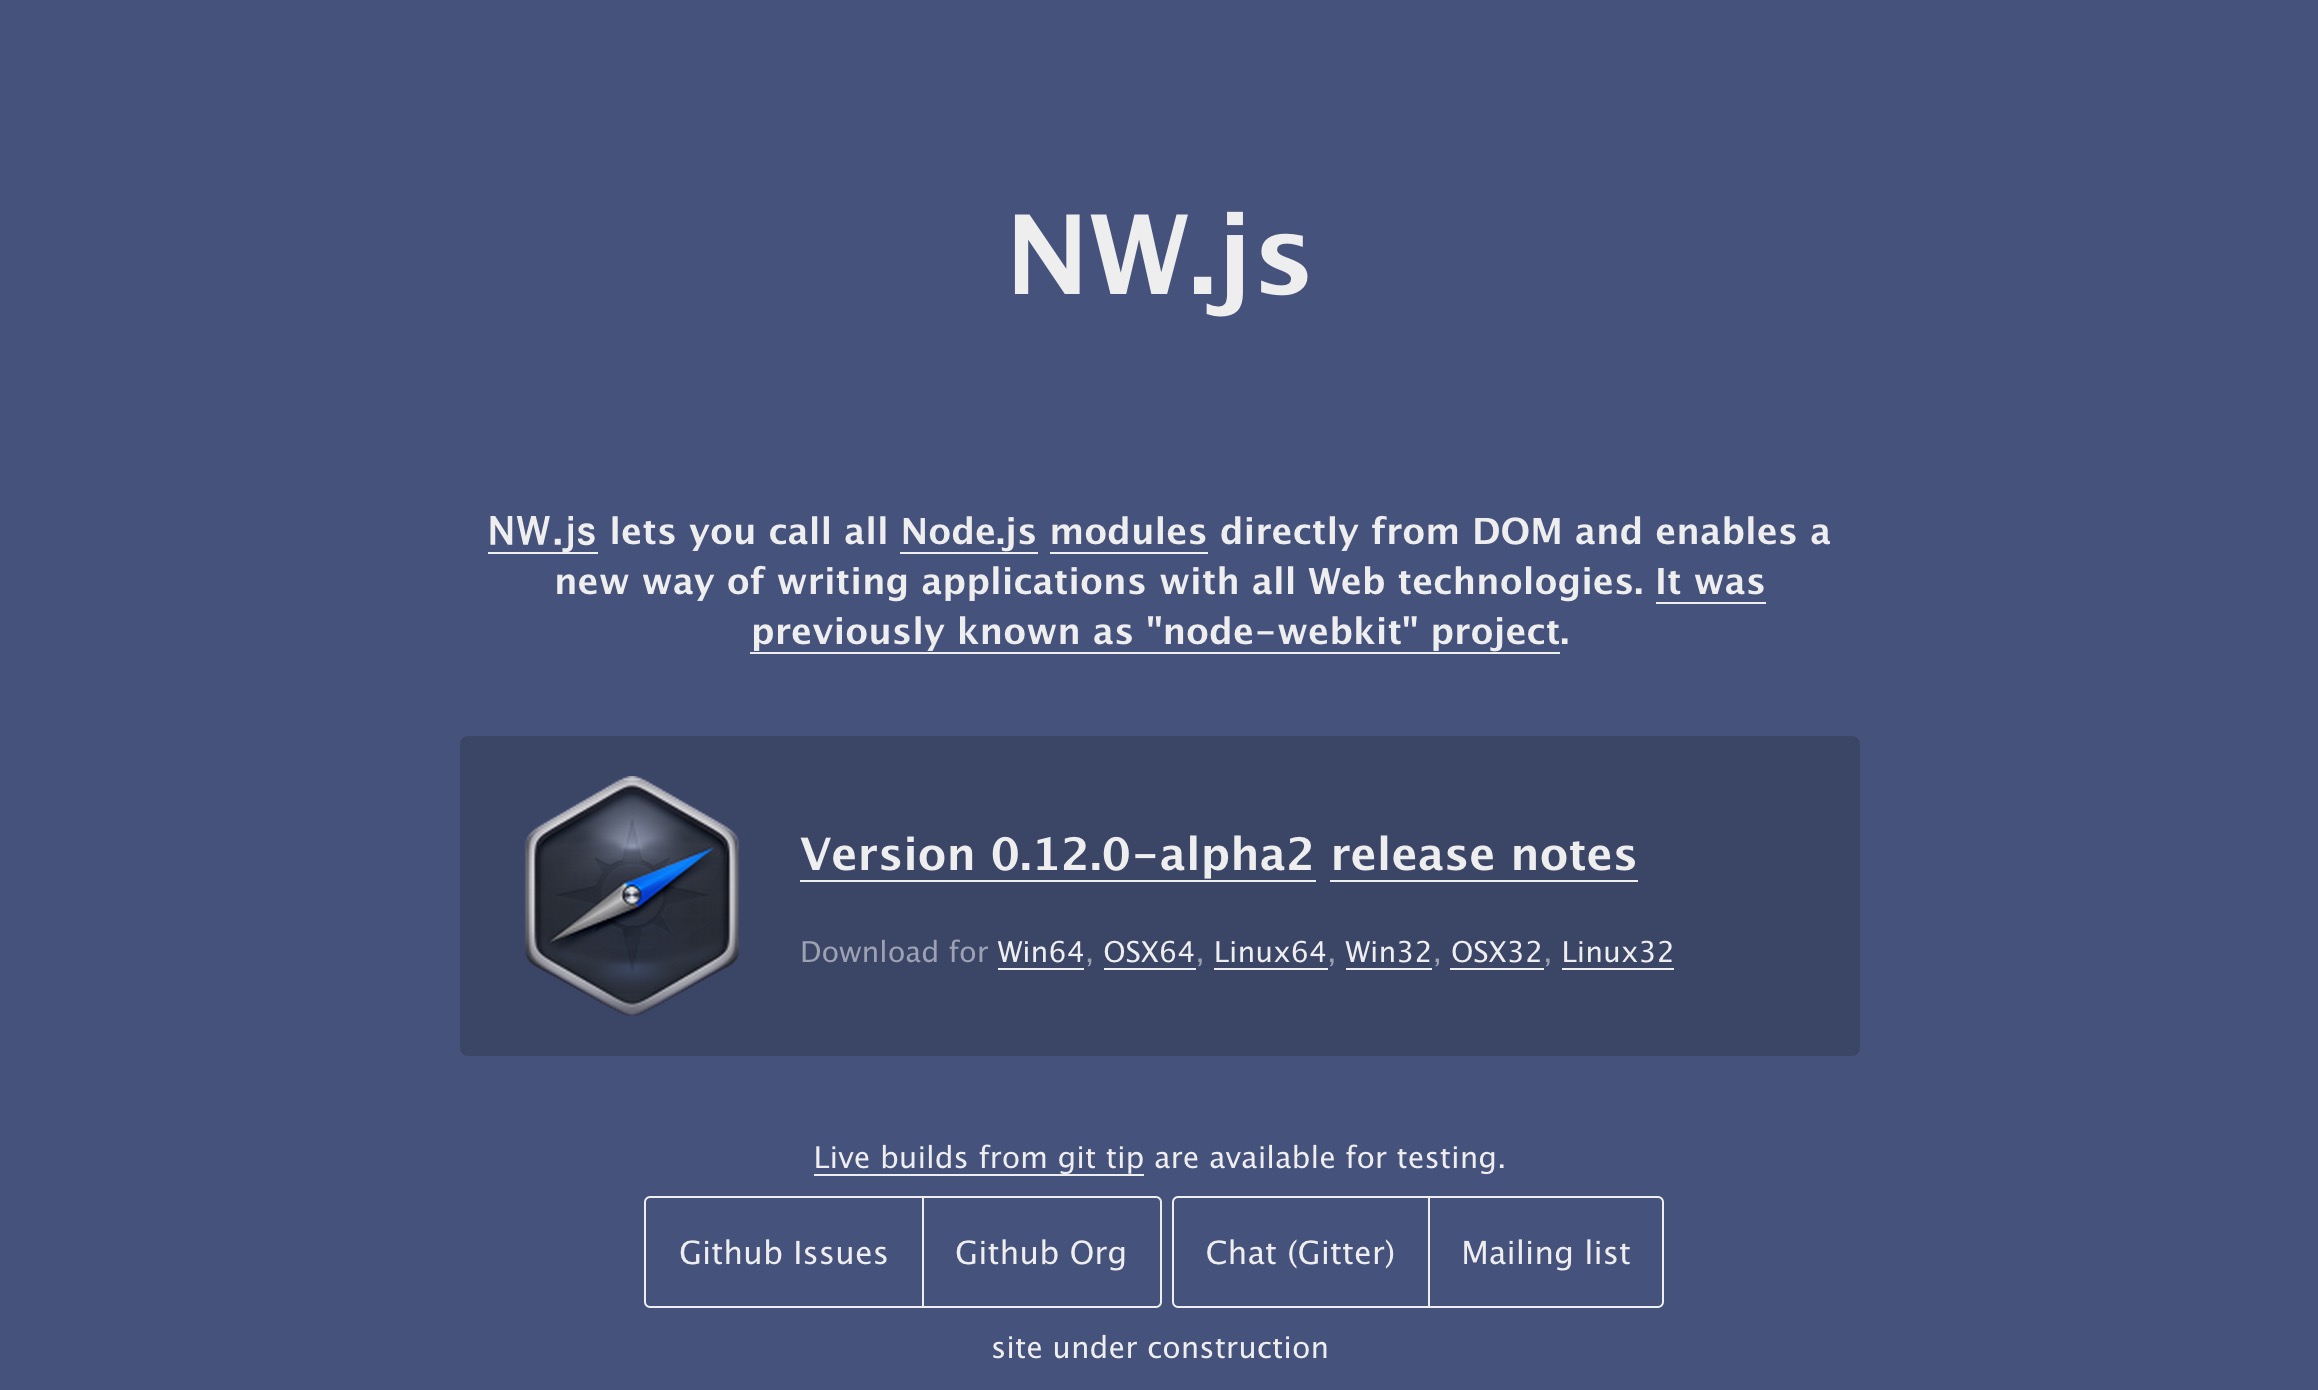 NW.js
NW.js lets you call all Node.js modules directly from DOM and enables a
new way of writing applications with all Web technologies. It was
previously known as "node-webkit" project.
Version 0.12.0-alpha2 release notes
Download for Win64, OSX64, Linux64, Win32, OSX32, Linux32
Live builds from git tip are available for testing.
Github Issues Github Org Chat (Gitter) Mailing list
site under construction